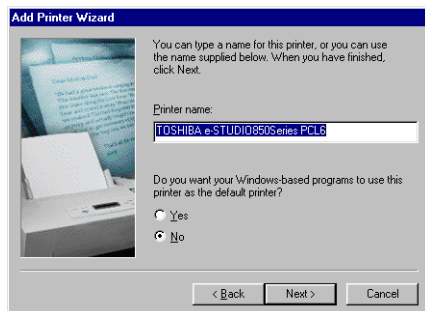 Add Printer Wizard
You can type a name for this printer, or you can use
the name supplied below. When you have finished,
click Next.
Printer name:
TOSHIBA e-STUDIO850Series PCL6
Do you want your Windows-based programs to use this
printer as the default printer?
Yes
No
< Back
Next >
Cancel